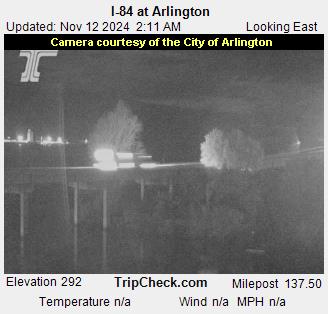 I-84 at Arlington
Updated: Nov 12 2024 2:11 AM Looking East
Camera courtesy of the City of Arlington
Elevation 292 TripCheck.com Milepost 137.50
Temperature n/a Wind n/a MPH n/a